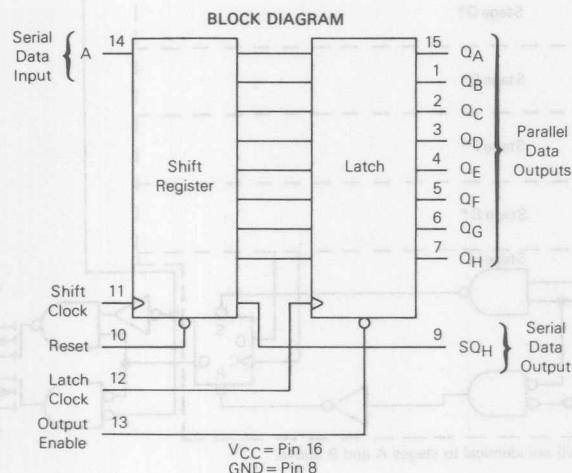 BLOCK DIAGRAM
Serial Data Input { A 14
15 QA
1 QB
2 QC
3 QD
4 QE
5 QF
6 QG
7 QH
Parallel Data Outputs
Shift Register
Latch
Shift Clock 11
Reset 10
Latch Clock 12
Output Enable 13
9 SQH } Serial Data Output
VCC = Pin 16
GND = Pin 8